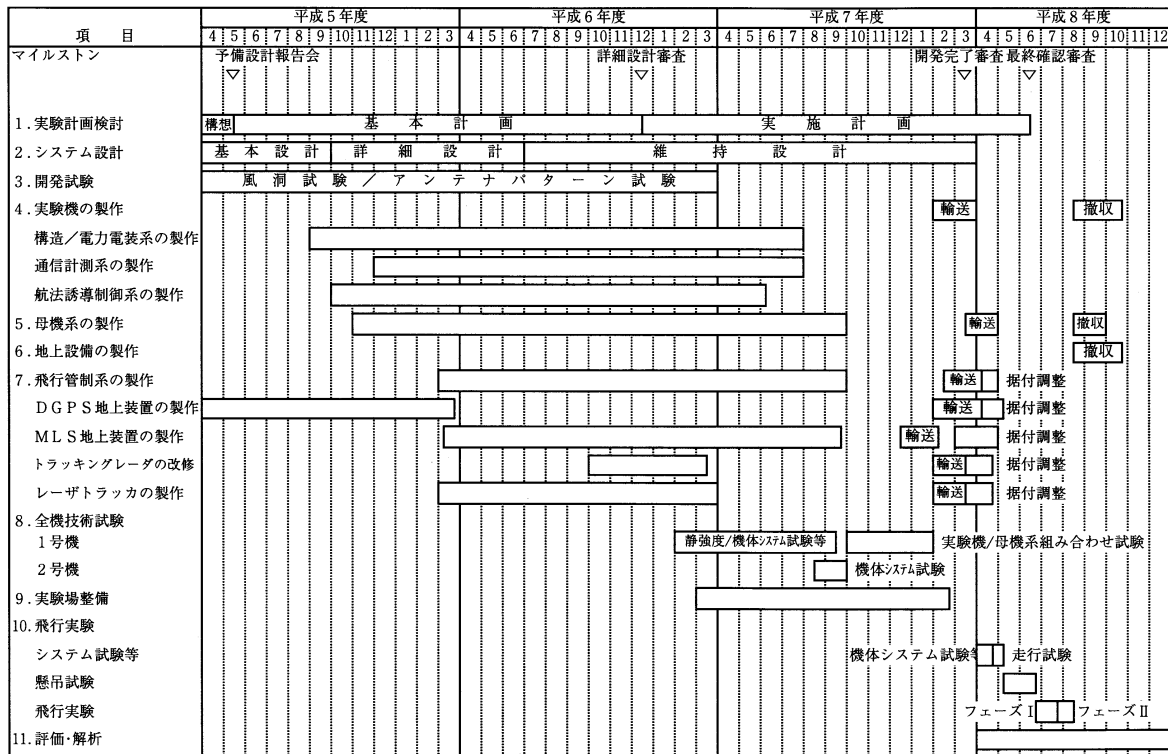 平成5年度 平成6年度 平成7年度 平成8年度
項 目 4 5 6 7 8 9 10 11 12 1 2 3 4 5 6 7 8 9 10 11 12 1 2 3 4 5 6 7 8 9 10 11 12 1 2 3 4 5 6 7 8 9 10 11 12
マイルストン 予備設計報告会 詳細設計審査 開発完了審査 最終確認審査
1.実験計画検討 構想 基本計画 実施計画
2.システム設計 基本設計 詳細設計 維持設計
3.開発試験 風洞試験/アンテナパターン試験
4.実験機の製作 輸送 撤収
構造/電力電装系の製作
通信計測系の製作
航法誘導制御系の製作
5.母機系の製作 輸送 撤収
6.地上設備の製作 撤収
7.飛行管制系の製作 輸送 据付調整
DGPS地上装置の製作 輸送 据付調整
MLS地上装置の製作 輸送 据付調整
トラッキングレーダの改修 輸送 据付調整
レーザトラッカの製作 輸送 据付調整
8.全機技術試験
1号機 静強度/機体システム試験等 実験機/母機系組み合わせ試験
2号機 機体システム試験
9.実験場整備
10.飛行実験
システム試験等 機体システム試験等 走行試験
懸吊試験
飛行実験 フェーズⅠ フェーズⅡ
11.評価・解析